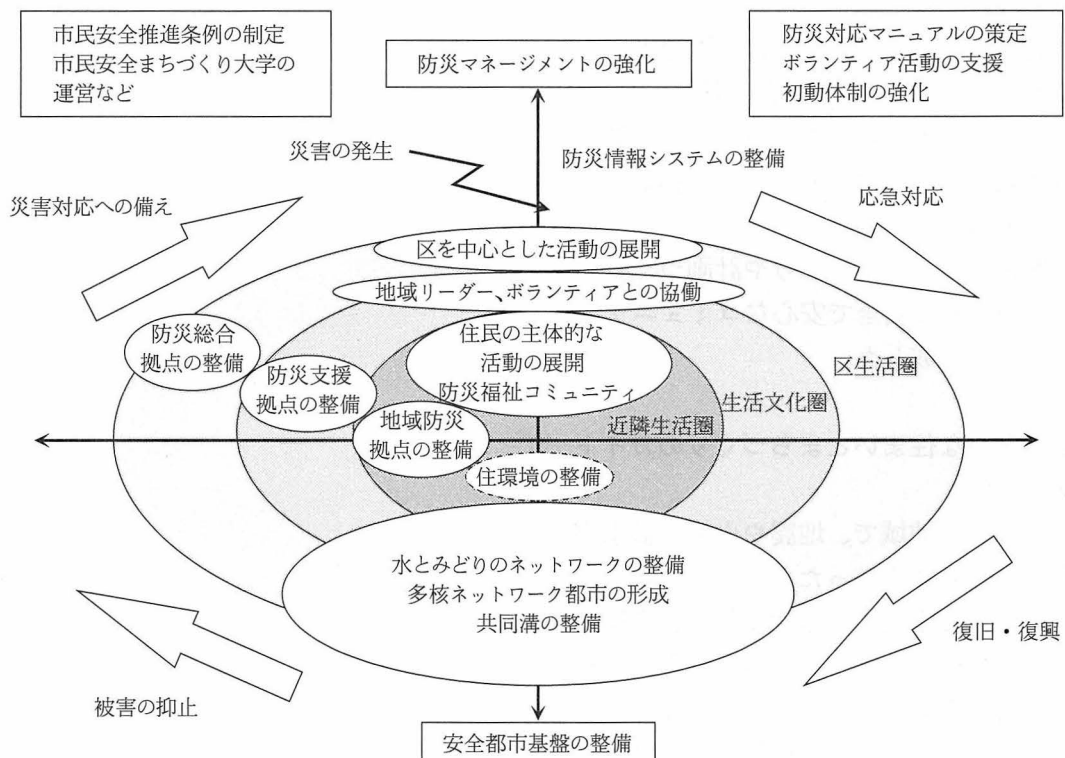 市民安全推進条例の制定
市民安全まちづくり大学の
運営など
防災マネージメントの強化
防災対応マニュアルの策定
ボランティア活動の支援
初動体制の強化
災害の発生
防災情報システムの整備
災害対応への備え
応急対応
区を中心とした活動の展開
地域リーダー、ボランティアとの協働
防災総合
拠点の整備
住民の主体的な
活動の展開
防災福祉コミュニティ
区生活圏
防災支援
拠点の整備
生活文化圏
地域防災
拠点の整備
近隣生活圏
住環境の整備
水とみどりのネットワークの整備
多核ネットワーク都市の形成
共同溝の整備
復旧・復興
被害の抑止
安全都市基盤の整備